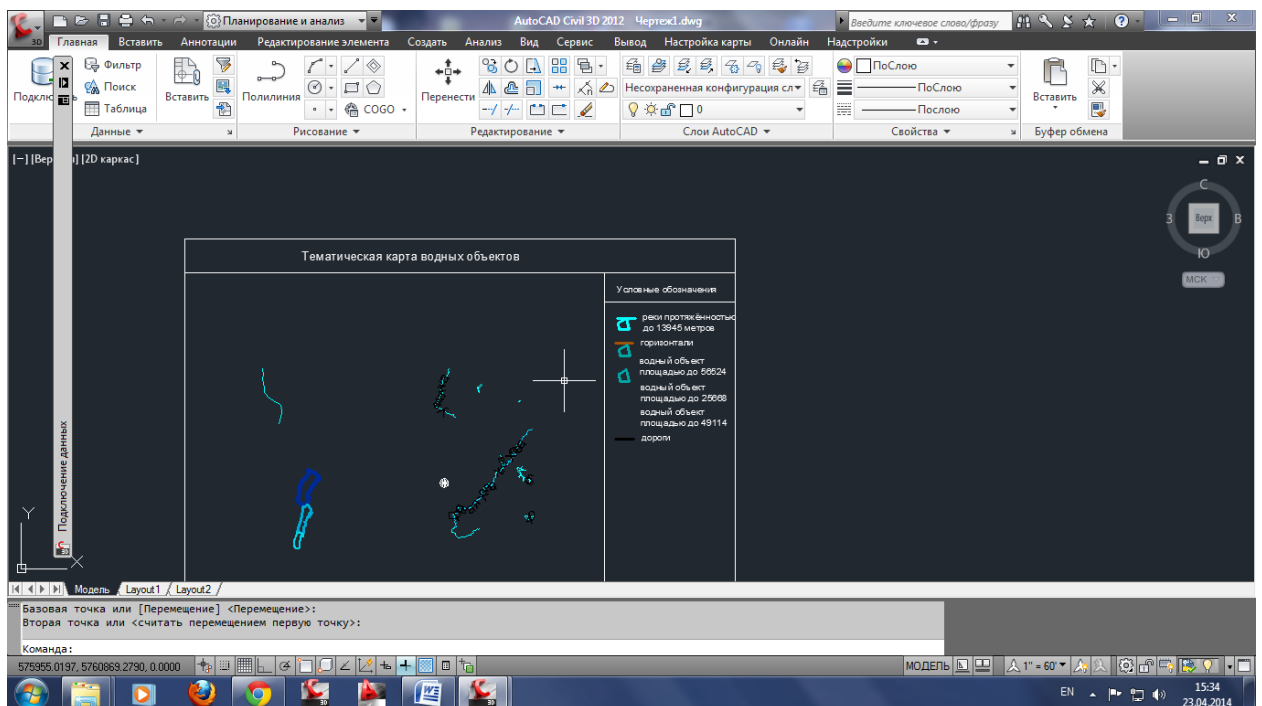 Планирование и анализ
AutoCAD Civil 3D 2012 Чертеж1.dwg
Введите ключевое слово/фразу
3D
Главная Вставить Аннотации Редактирование элемента Создать Анализ Вид Сервис Вывод Настройка карты Онлайн Надстройки
Фильтр
Поиск
Таблица
Вставить
Полилиния
COGO
Перенести
Несохраненная конфигурация сл
0
ПоСлою
ПоСлою
Послою
Вставить
Данные
Рисование
Редактирование
Слои AutoCAD
Свойства
Буфер обмена
[2D каркас]
С
З Верх В
Ю
МСК
Тематическая карта водных объектов
Условные обозначения
реки протяжённостью
до 13945 метров
горизонтали
водный объект
площадью до 56524
водный объект
площадью до 25668
водный объект
площадью до 49114
дороги
Подключение данных
Y
X
Модель Layout1 Layout2
Базовая точка или [Перемещение] <Перемещение>:
Вторая точка или <считать перемещением первую точку>:
Команда:
575955.0197, 5760869.2790, 0.0000
МОДЕЛЬ
1" = 60'
EN
15:34
23.04.2014